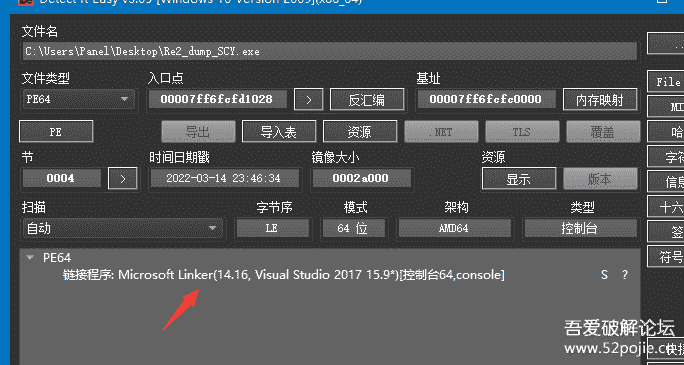 Detect It Easy v3.09 [Windows 10 Version 2009](x86_64)
文件名
C:\Users\Panel\Desktop\Re2_dump_SCY.exe
文件类型 入口点 基址
PE64 00007ff6fcfd1028 > 反汇编 00007ff6fcfc0000 内存映射 File
PE 导出 导入表 资源 .NET TLS 覆盖
节 时间日期戳 镜像大小 资源
0004 > 2022-03-14 23:46:34 0002a000 显示 版本
扫描 字节序 模式 架构 类型
自动 LE 64 位 AMD64 控制台
PE64
链接程序: Microsoft Linker(14.16, Visual Studio 2017 15.9*)[控制台64,console] S ?
吾爱破解论坛
www.52pojie.cn